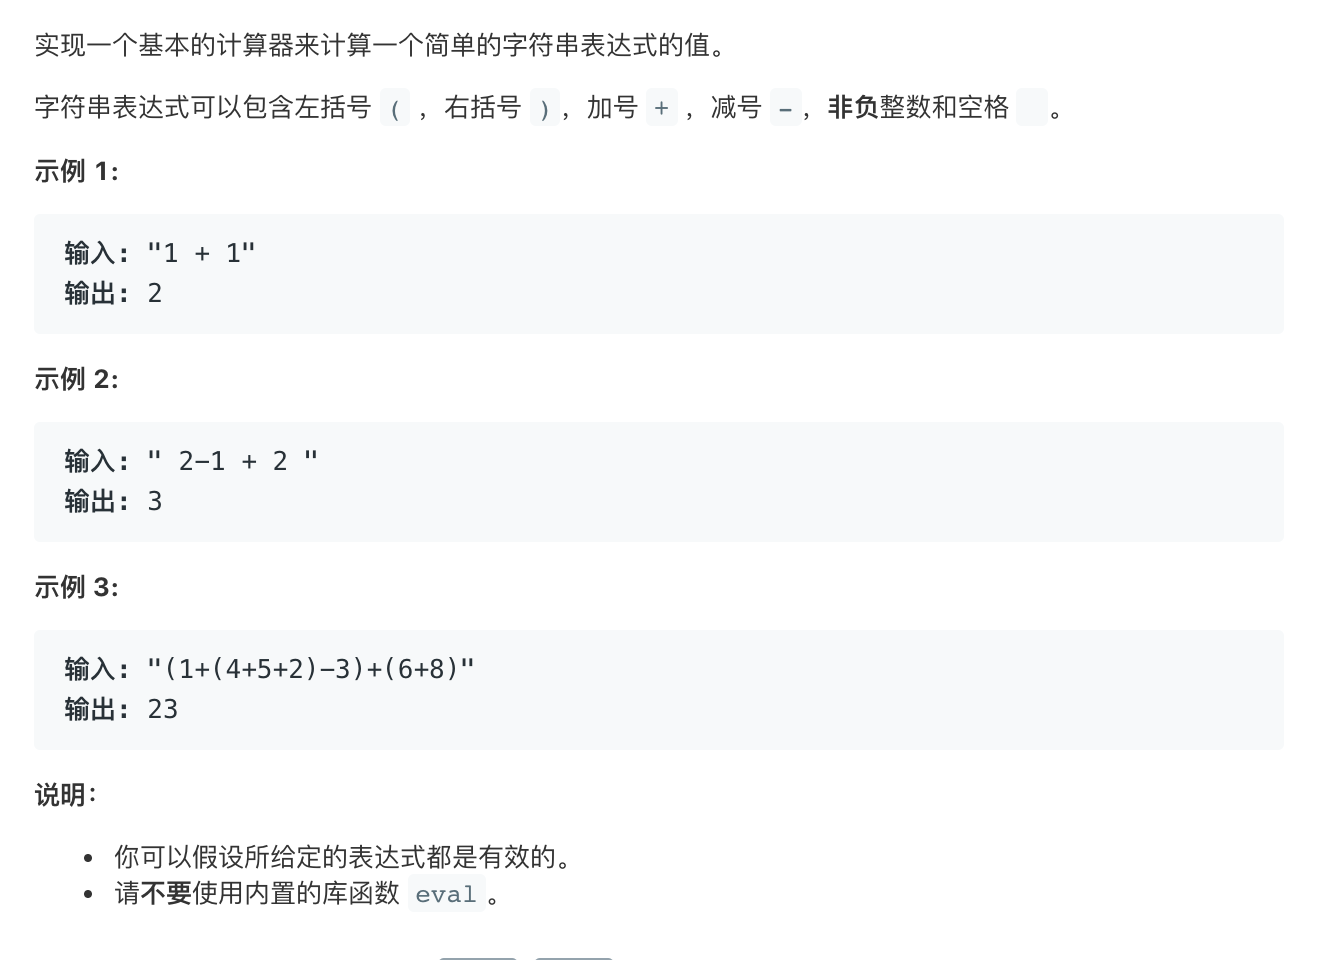 实现一个基本的计算器来计算一个简单的字符串表达式的值。
字符串表达式可以包含左括号 ( ，右括号 )，加号 + ，减号 -，非负整数和空格  。
示例 1:
输入: "1 + 1"
输出: 2
示例 2:
输入: " 2-1 + 2 "
输出: 3
示例 3:
输入: "(1+(4+5+2)-3)+(6+8)"
输出: 23
说明：
• 你可以假设所给定的表达式都是有效的。
• 请不要使用内置的库函数 eval。